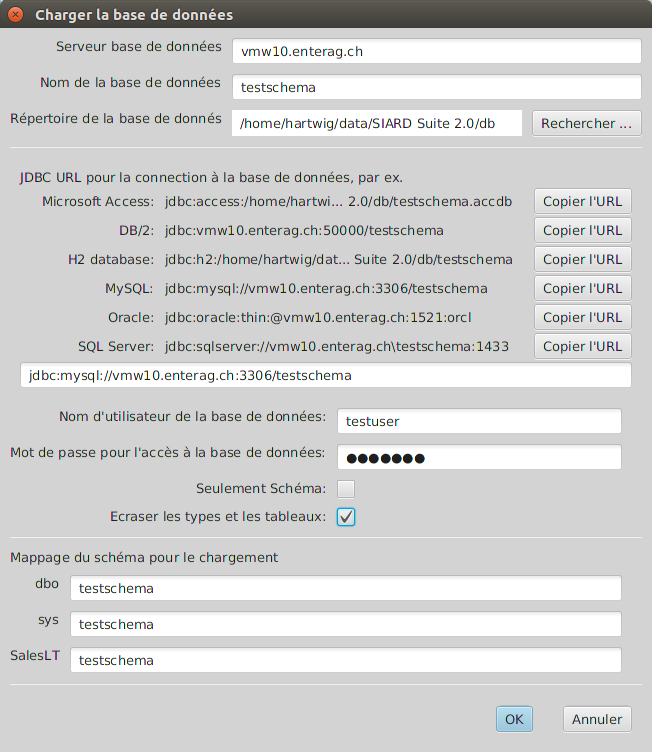 Charger la base de données
Serveur base de données vmw10.enterag.ch
Nom de la base de données testschema
Répertoire de la base de donnés /home/hartwig/data/SIARD Suite 2.0/db Rechercher ...
JDBC URL pour la connection à la base de données, par ex.
Microsoft Access: jdbc:access:/home/hartwi... 2.0/db/testschema.accdb Copier l'URL
DB/2: jdbc:vmw10.enterag.ch:50000/testschema Copier l'URL
H2 database: jdbc:h2:/home/hartwig/dat... Suite 2.0/db/testschema Copier l'URL
MySQL: jdbc:mysql://vmw10.enterag.ch:3306/testschema Copier l'URL
Oracle: jdbc:oracle:thin:@vmw10.enterag.ch:1521:orcl Copier l'URL
SQL Server: jdbc:sqlserver://vmw10.enterag.ch\testschema:1433 Copier l'URL
jdbc:mysql://vmw10.enterag.ch:3306/testschema
Nom d'utilisateur de la base de données: testuser
Mot de passe pour l'accès à la base de données: ●●●●●●●
Seulement Schéma:
Ecraser les types et les tableaux:
Mappage du schéma pour le chargement
dbo testschema
sys testschema
SalesLT testschema
OK Annuler